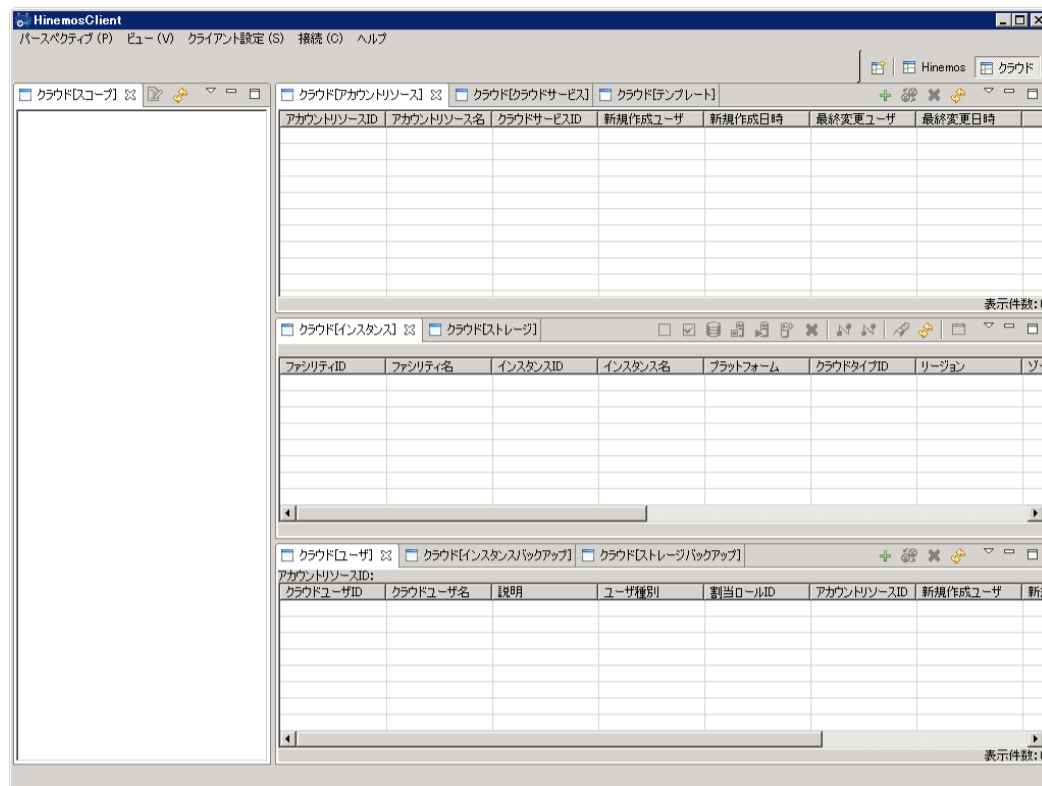 HinemosClient
パースペクティブ (P) ビュー (V) クライアント設定 (S) 接続 (C) ヘルプ
Hinemos クラウド
クラウド[スコープ]
クラウド[アカウントリソース] クラウド[クラウドサービス] クラウド[テンプレート]
アカウントリソースID アカウントリソース名 クラウドサービスID 新規作成ユーザ 新規作成日時 最終変更ユーザ 最終変更日時
表示件数:
クラウド[インスタンス] クラウド[ストレージ]
ファシリティID ファシリティ名 インスタンスID インスタンス名 プラットフォーム クラウドタイプID リージョン
クラウド[ユーザ] クラウド[インスタンスバックアップ] クラウド[ストレージバックアップ]
アカウントリソースID:
クラウドユーザID クラウドユーザ名 説明 ユーザ種別 割当ロールID アカウントリソースID 新規作成ユーザ
表示件数: